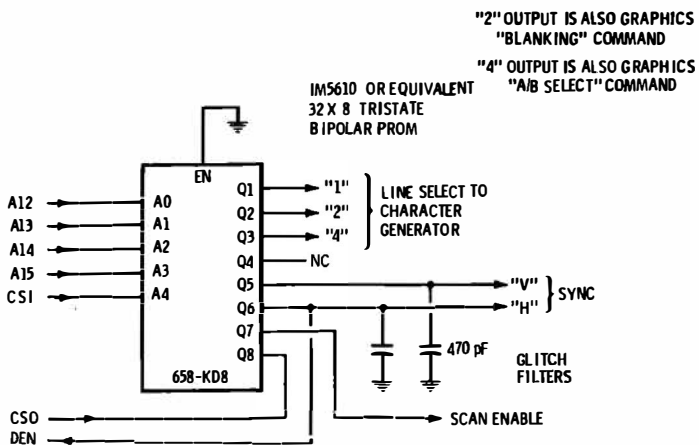 "2" OUTPUT IS ALSO GRAPHICS
"BLANKING" COMMAND
"4" OUTPUT IS ALSO GRAPHICS
"A/B SELECT" COMMAND
IM5610 OR EQUIVALENT
32 X 8 TRISTATE
BIPOLAR PROM
EN
A12
A13
A14
A15
CSI
A0
A1
A2
A3
A4
Q1
Q2
Q3
Q4
Q5
Q6
Q7
Q8
"1"
"2"
"4"
LINE SELECT TO
CHARACTER
GENERATOR
NC
"V"
"H"
SYNC
470 pF
GLITCH
FILTERS
658-KD8
CSO
DEN
SCAN ENABLE